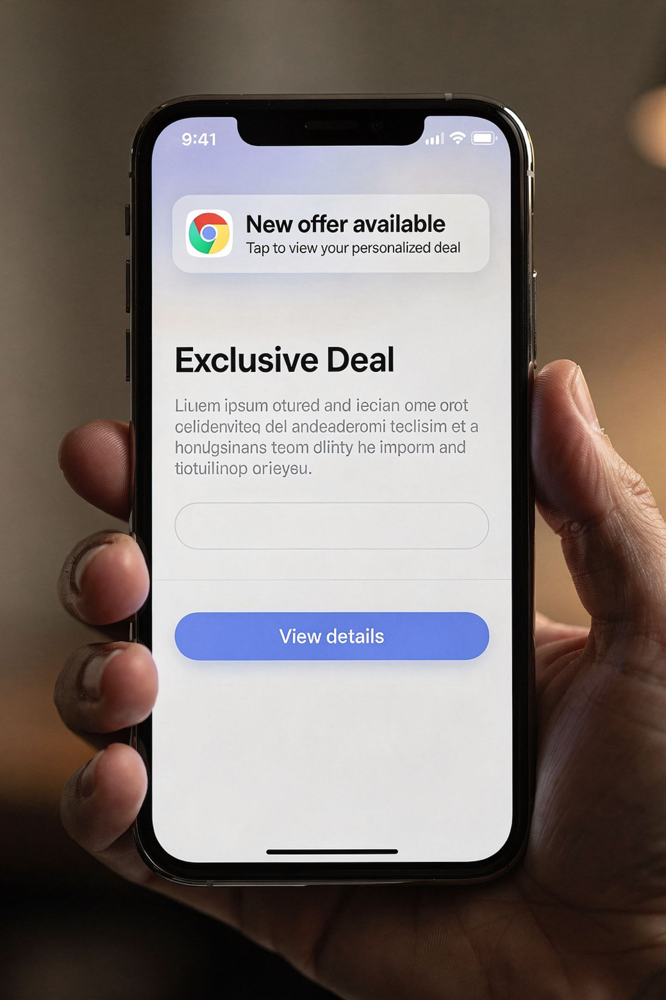 9:41
New offer available
Tap to view your personalized deal
Exclusive Deal
Liuem ipsum otured and iecian ome orot
celidenviteq del andeaderomi teclisim et a
honulgsinans teom dlinty he imporm and
tiotuilinop orieyeu.
View details